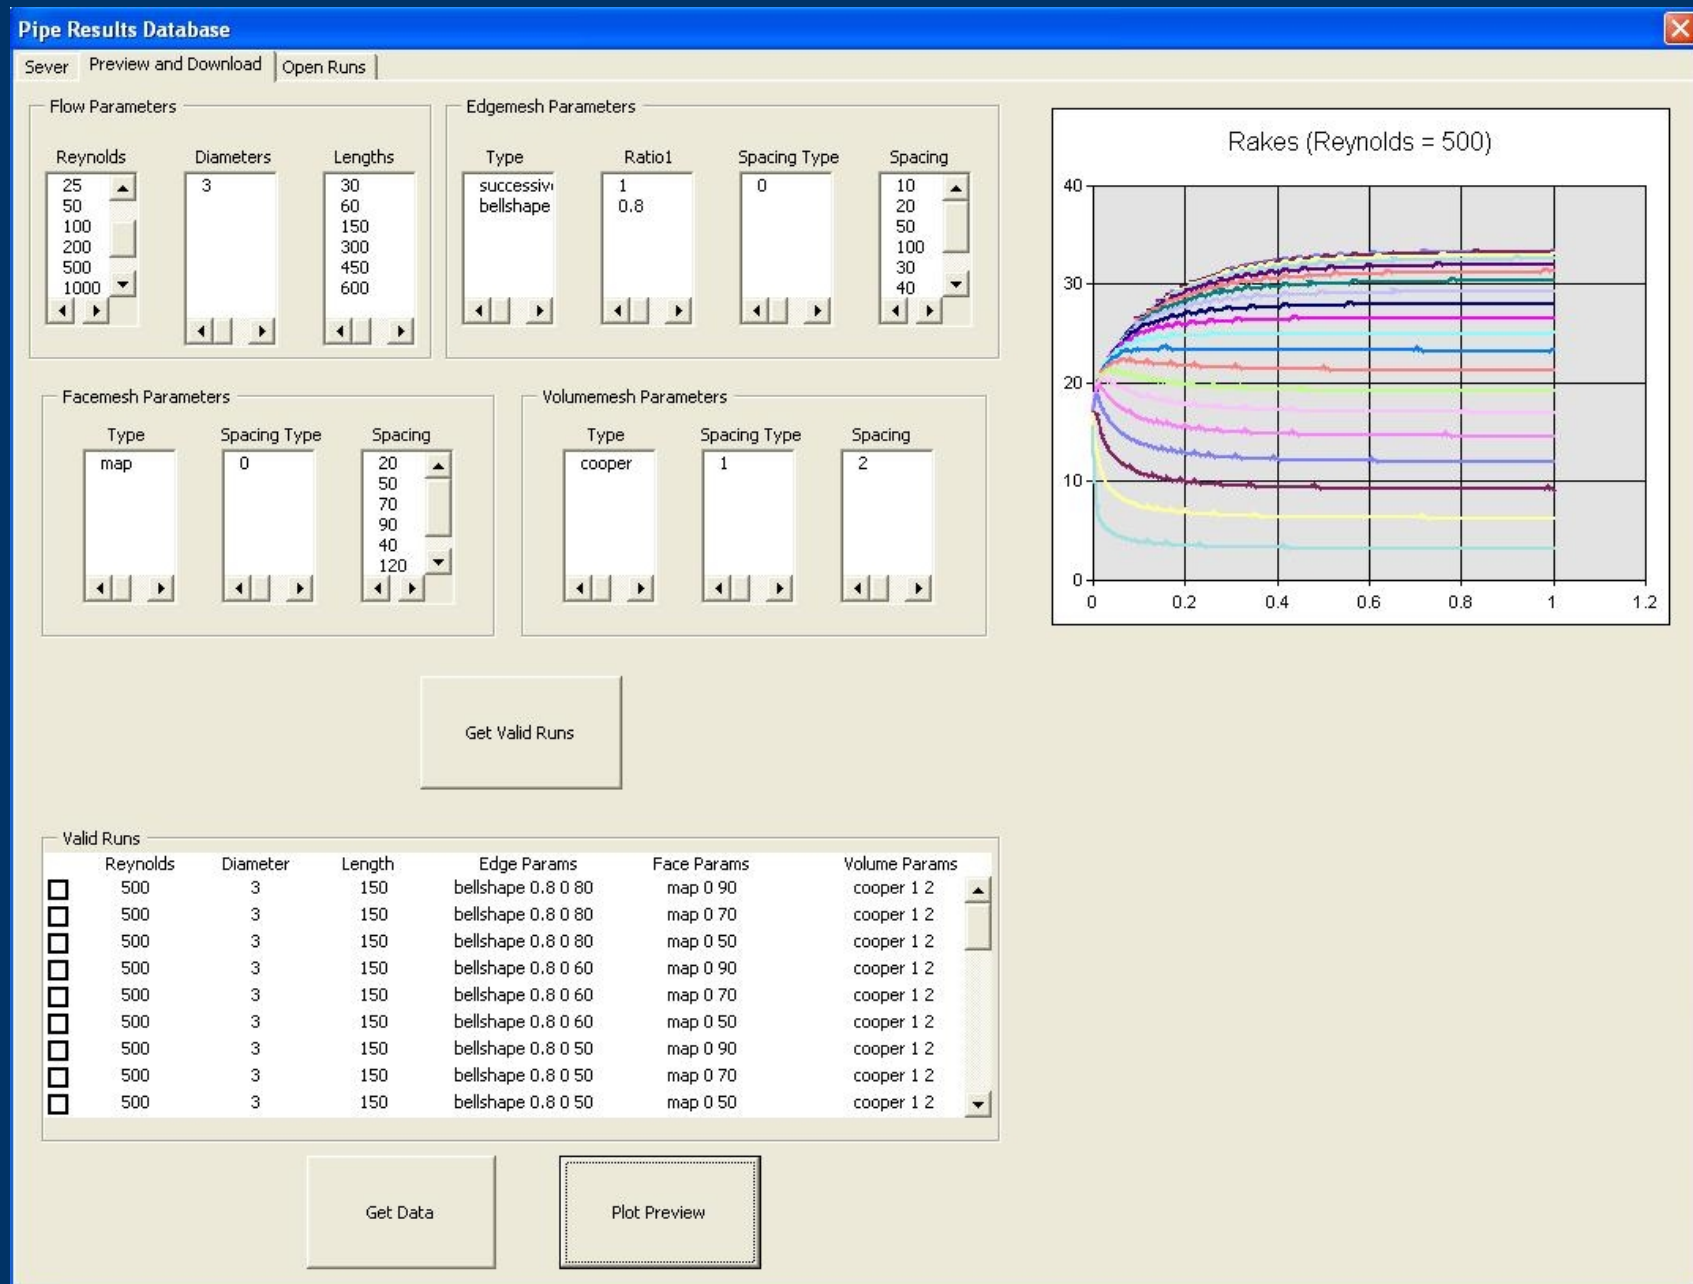 Pipe Results Database
Sever Preview and Download Open Runs
Flow Parameters
Reynolds Diameters Lengths
25 3 30
50 60
100 150
200 300
500 450
1000 600
Edgemesh Parameters
Type Ratio1 Spacing Type Spacing
successiv 1 0 10
bellshape 0.8 20
50
100
30
40
Rakes (Reynolds = 500)
40
30
20
10
0
0 0.2 0.4 0.6 0.8 1 1.2
Facemesh Parameters
Type Spacing Type Spacing
map 0 20
50
70
90
40
120
Volumemesh Parameters
Type Spacing Type Spacing
cooper 1 2
Get Valid Runs
Valid Runs
Reynolds Diameter Length Edge Params Face Params Volume Params
500 3 150 bellshape 0.8 0 80 map 0 90 cooper 1 2
500 3 150 bellshape 0.8 0 80 map 0 70 cooper 1 2
500 3 150 bellshape 0.8 0 80 map 0 50 cooper 1 2
500 3 150 bellshape 0.8 0 60 map 0 90 cooper 1 2
500 3 150 bellshape 0.8 0 60 map 0 70 cooper 1 2
500 3 150 bellshape 0.8 0 60 map 0 50 cooper 1 2
500 3 150 bellshape 0.8 0 50 map 0 90 cooper 1 2
500 3 150 bellshape 0.8 0 50 map 0 70 cooper 1 2
500 3 150 bellshape 0.8 0 50 map 0 50 cooper 1 2
Get Data Plot Preview